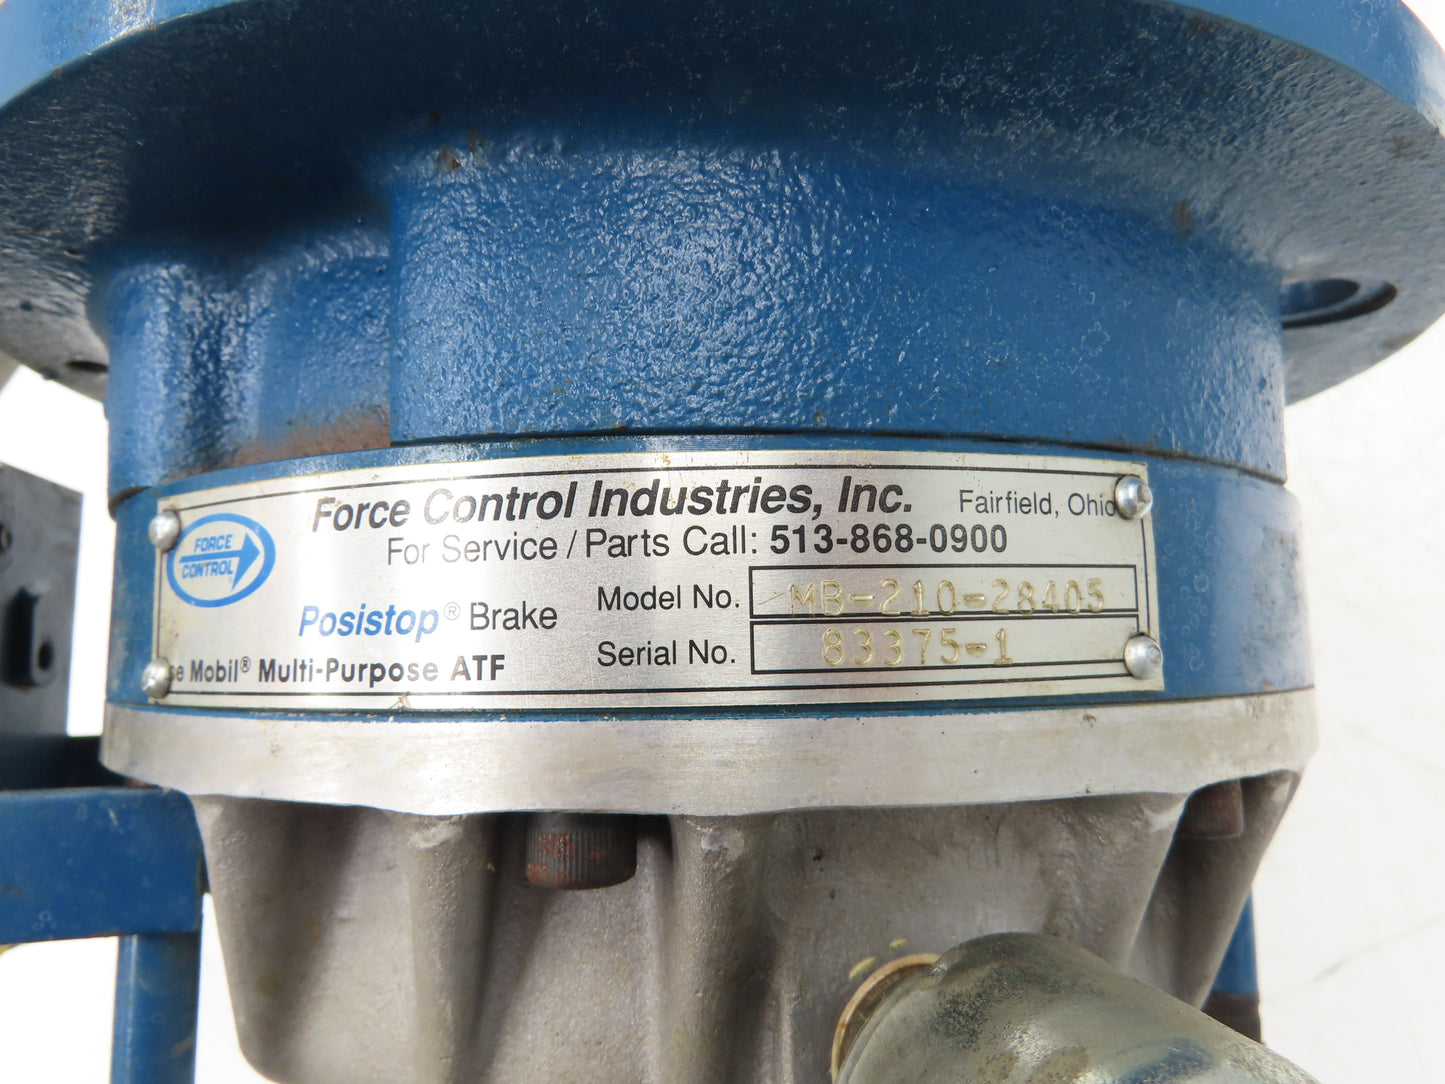 Force Control Industries, Inc. Fairfield, Ohio
For Service / Parts Call: 513-868-0900
FORCE
CONTROL
Posistop® Brake
Model No. MB-210-28405
Serial No. 83375-1
se Mobil® Multi-Purpose ATF